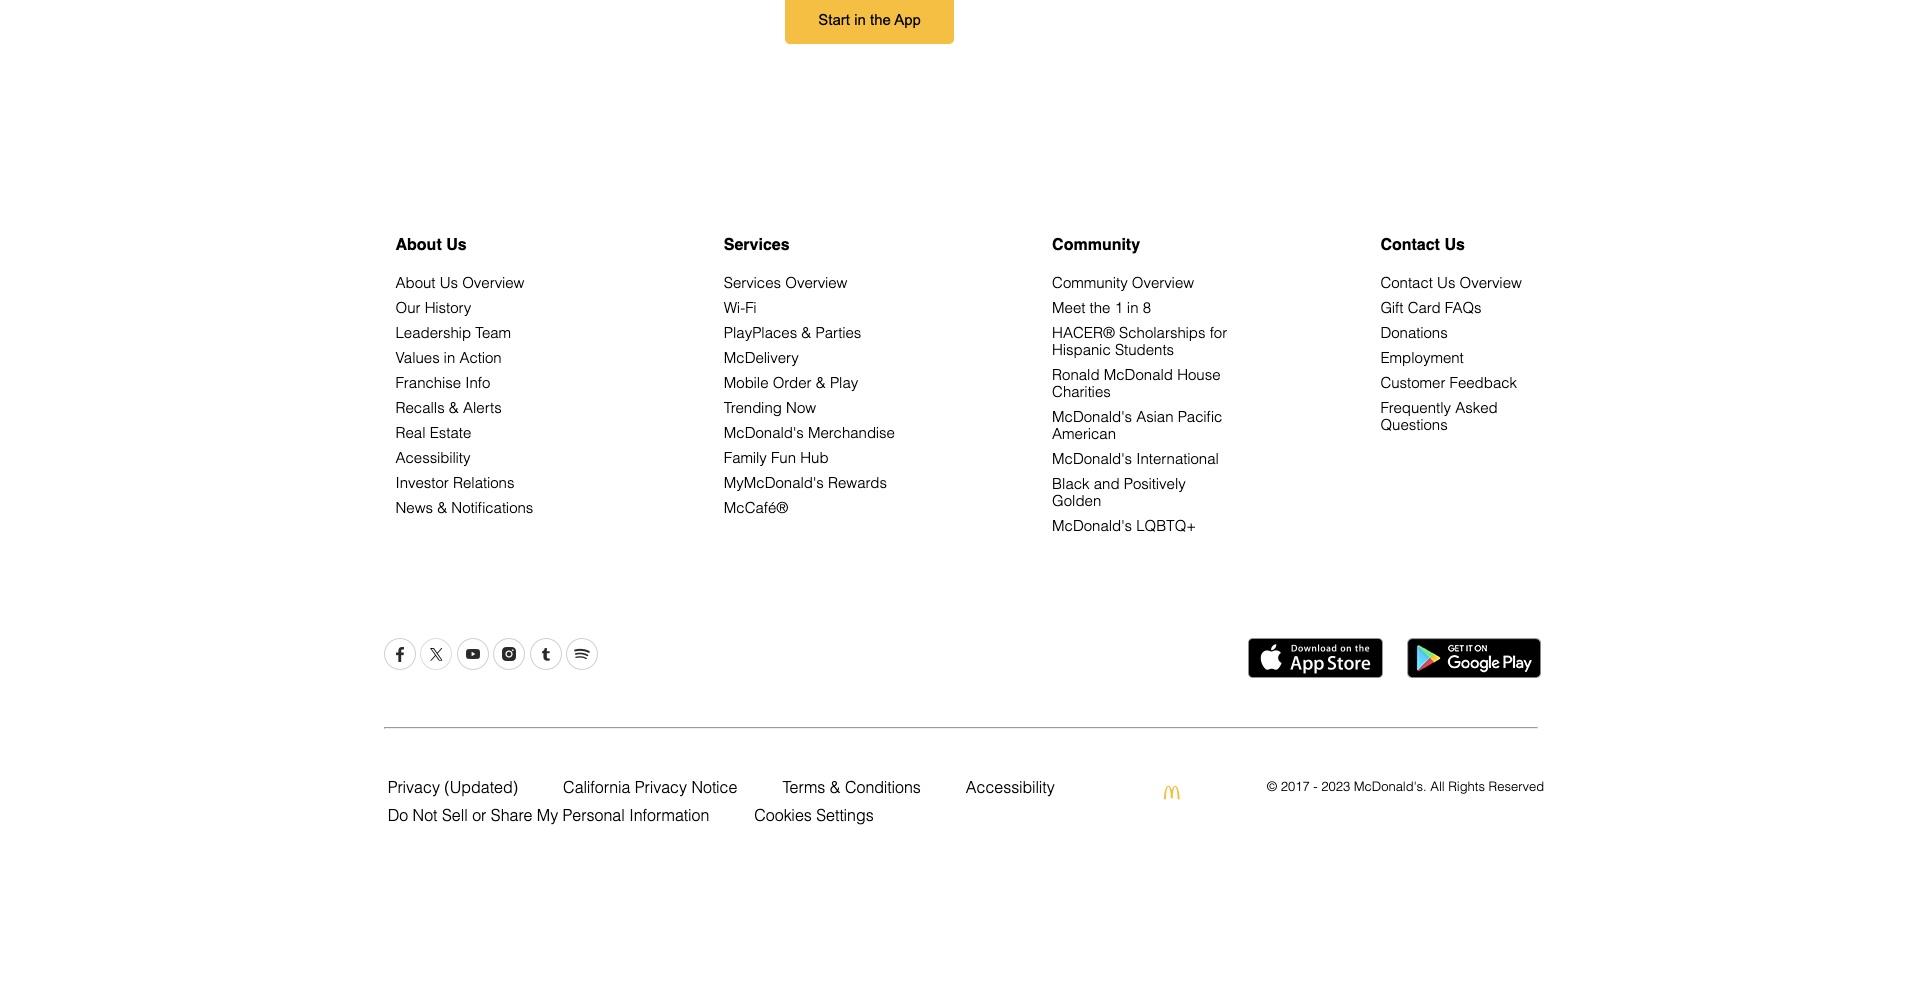 Start in the App
About Us
About Us Overview
Our History
Leadership Team
Values in Action
Franchise Info
Recalls & Alerts
Real Estate
Acessibility
Investor Relations
News & Notifications
Services
Services Overview
Wi-Fi
PlayPlaces & Parties
McDelivery
Mobile Order & Play
Trending Now
McDonald's Merchandise
Family Fun Hub
MyMcDonald's Rewards
McCafé®
Community
Community Overview
Meet the 1 in 8
HACER® Scholarships for
Hispanic Students
Ronald McDonald House
Charities
McDonald's Asian Pacific
American
McDonald's International
Black and Positively
Golden
McDonald's LQBTQ+
Contact Us
Contact Us Overview
Gift Card FAQs
Donations
Employment
Customer Feedback
Frequently Asked
Questions
Download on the
App Store
GET IT ON
Google Play
Privacy (Updated) California Privacy Notice Terms & Conditions Accessibility
Do Not Sell or Share My Personal Information Cookies Settings
© 2017 - 2023 McDonald's. All Rights Reserved